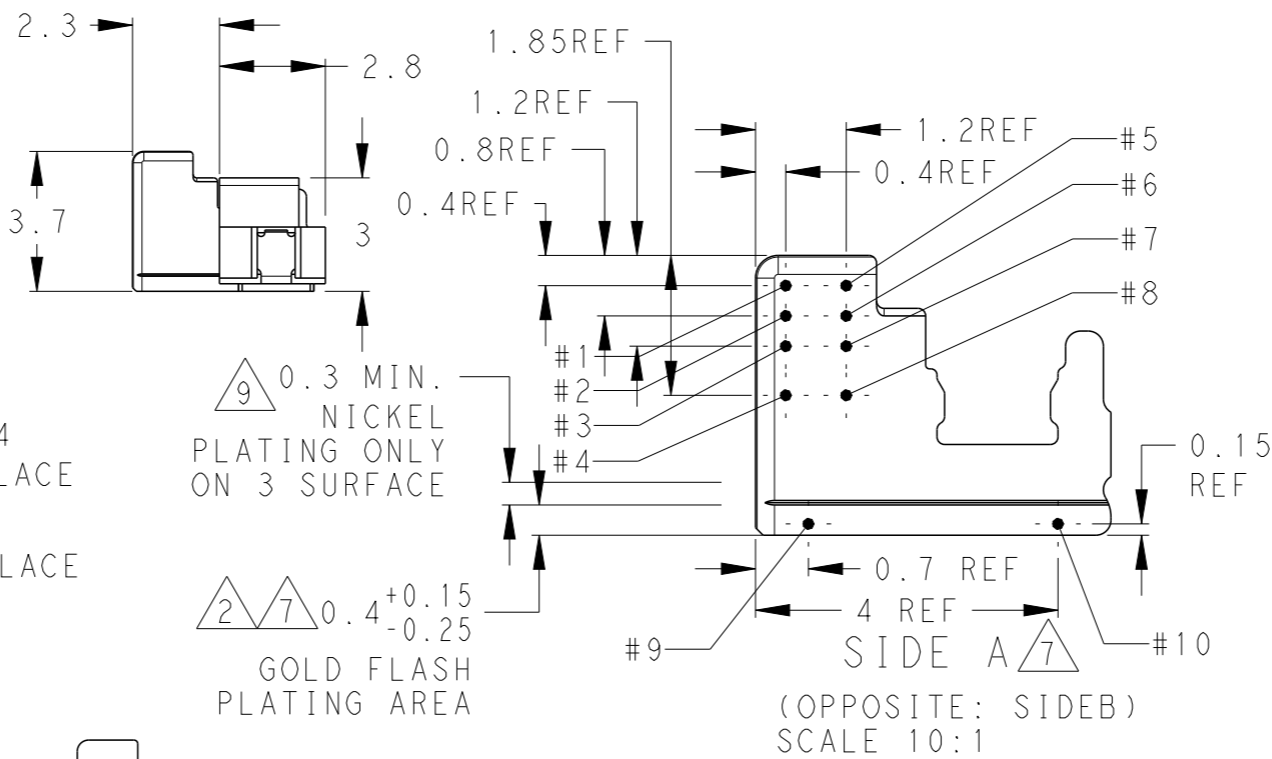 2.3
2.8
3.7
3
1.85REF
1.2REF
0.8REF
0.4REF
1.2REF
0.4REF
#5
#6
#7
#8
#1
#2
#3
#4
9 0.3 MIN.
NICKEL
PLATING ONLY
ON 3 SURFACE
4
LACE
LACE
0.15
REF
2 7 0.4 +0.15
-0.25
GOLD FLASH
PLATING AREA
0.7 REF
4 REF
#9
#10
SIDE A 7
(OPPOSITE: SIDEB)
SCALE 10:1